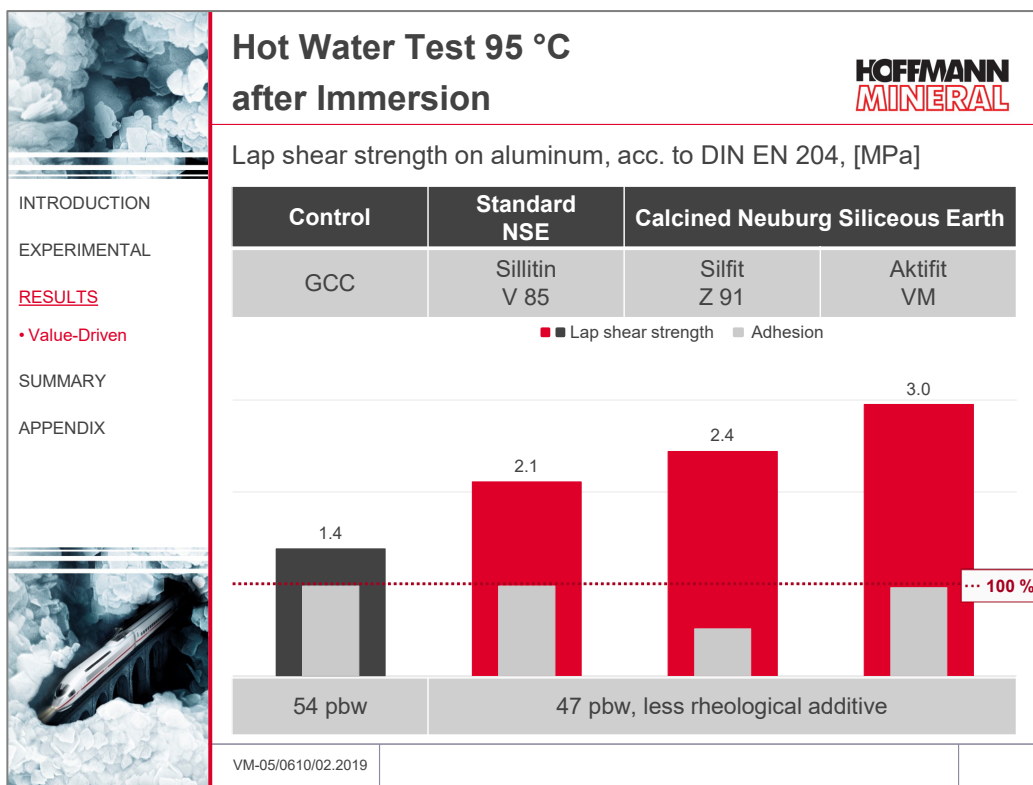 Hot Water Test 95 °C
after Immersion
HOFFMANN
MINERAL
Lap shear strength on aluminum, acc. to DIN EN 204, [MPa]
INTRODUCTION
EXPERIMENTAL
RESULTS
• Value-Driven
SUMMARY
APPENDIX
Control
Standard
NSE
Calcined Neuburg Siliceous Earth
GCC
Sillitin
V 85
Silfit
Z 91
Aktifit
VM
Lap shear strength
Adhesion
1.4
2.1
2.4
3.0
··· 100 %
54 pbw
47 pbw, less rheological additive
VM-05/0610/02.2019